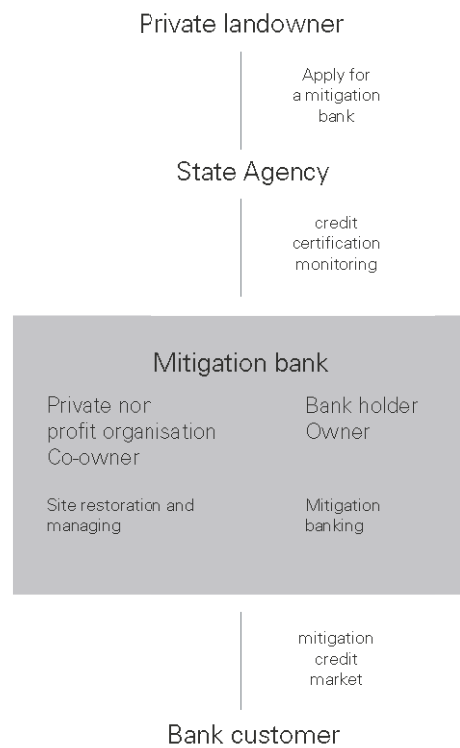 Private landowner
Apply for
a mitigation
bank
State Agency
credit
certification
monitoring
Mitigation bank
Private nor
profit organisation
Co-owner
Bank holder
Owner
Site restoration and
managing
Mitigation
banking
mitigation
credit
market
Bank customer